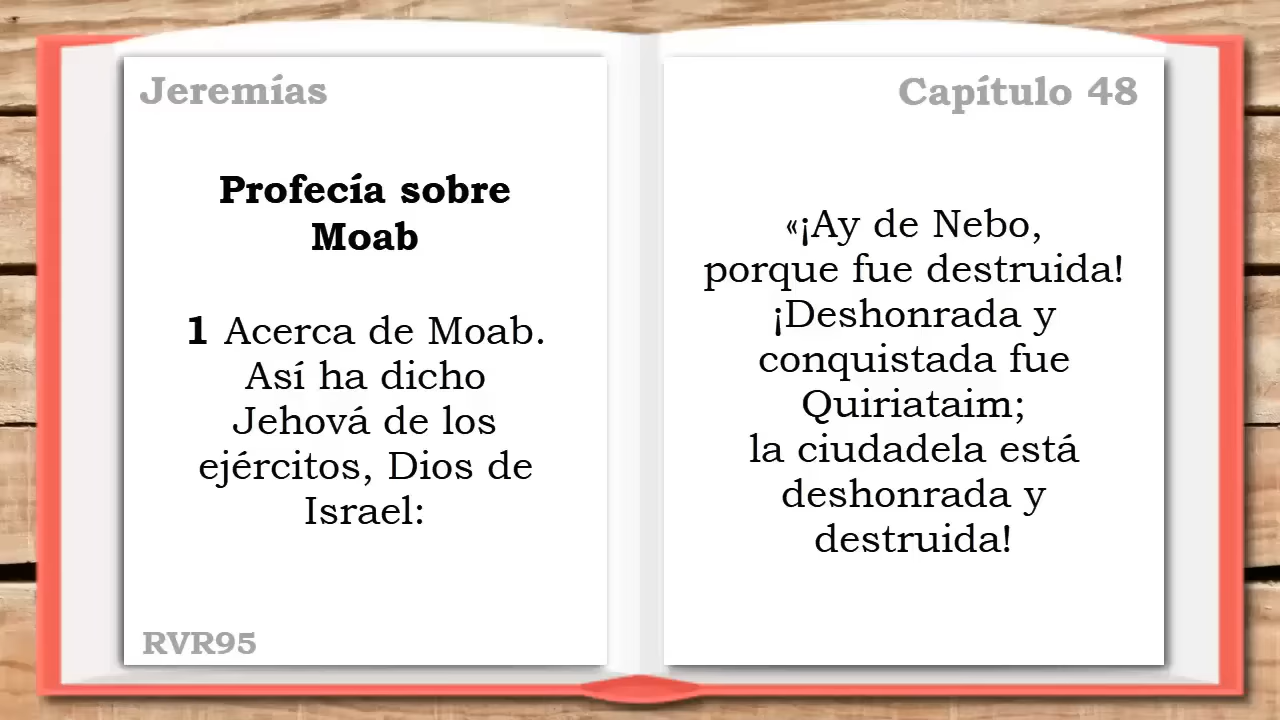 Jeremías
Profecía sobre
Moab
1 Acerca de Moab.
Así ha dicho
Jehová de los
ejércitos, Dios de
Israel:
RVR95
Capítulo 48
«¡Ay de Nebo,
porque fue destruida!
¡Deshonrada y
conquistada fue
Quiriataim;
la ciudadela está
deshonrada y
destruida!